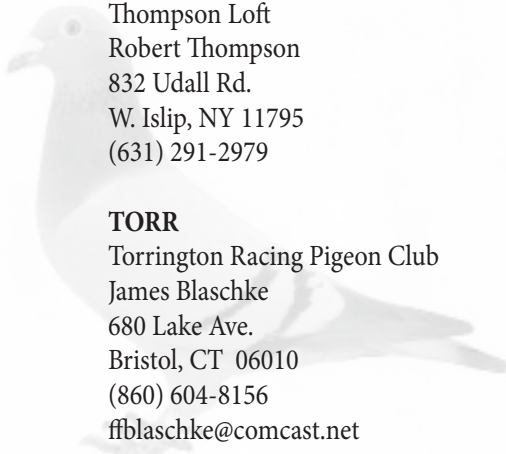 Thompson Loft
Robert Thompson
832 Udall Rd.
W. Islip, NY 11795
(631) 291-2979
TORR
Torrington Racing Pigeon Club
James Blaschke
680 Lake Ave.
Bristol, CT 06010
(860) 604-8156
ffblaschke@comcast.net